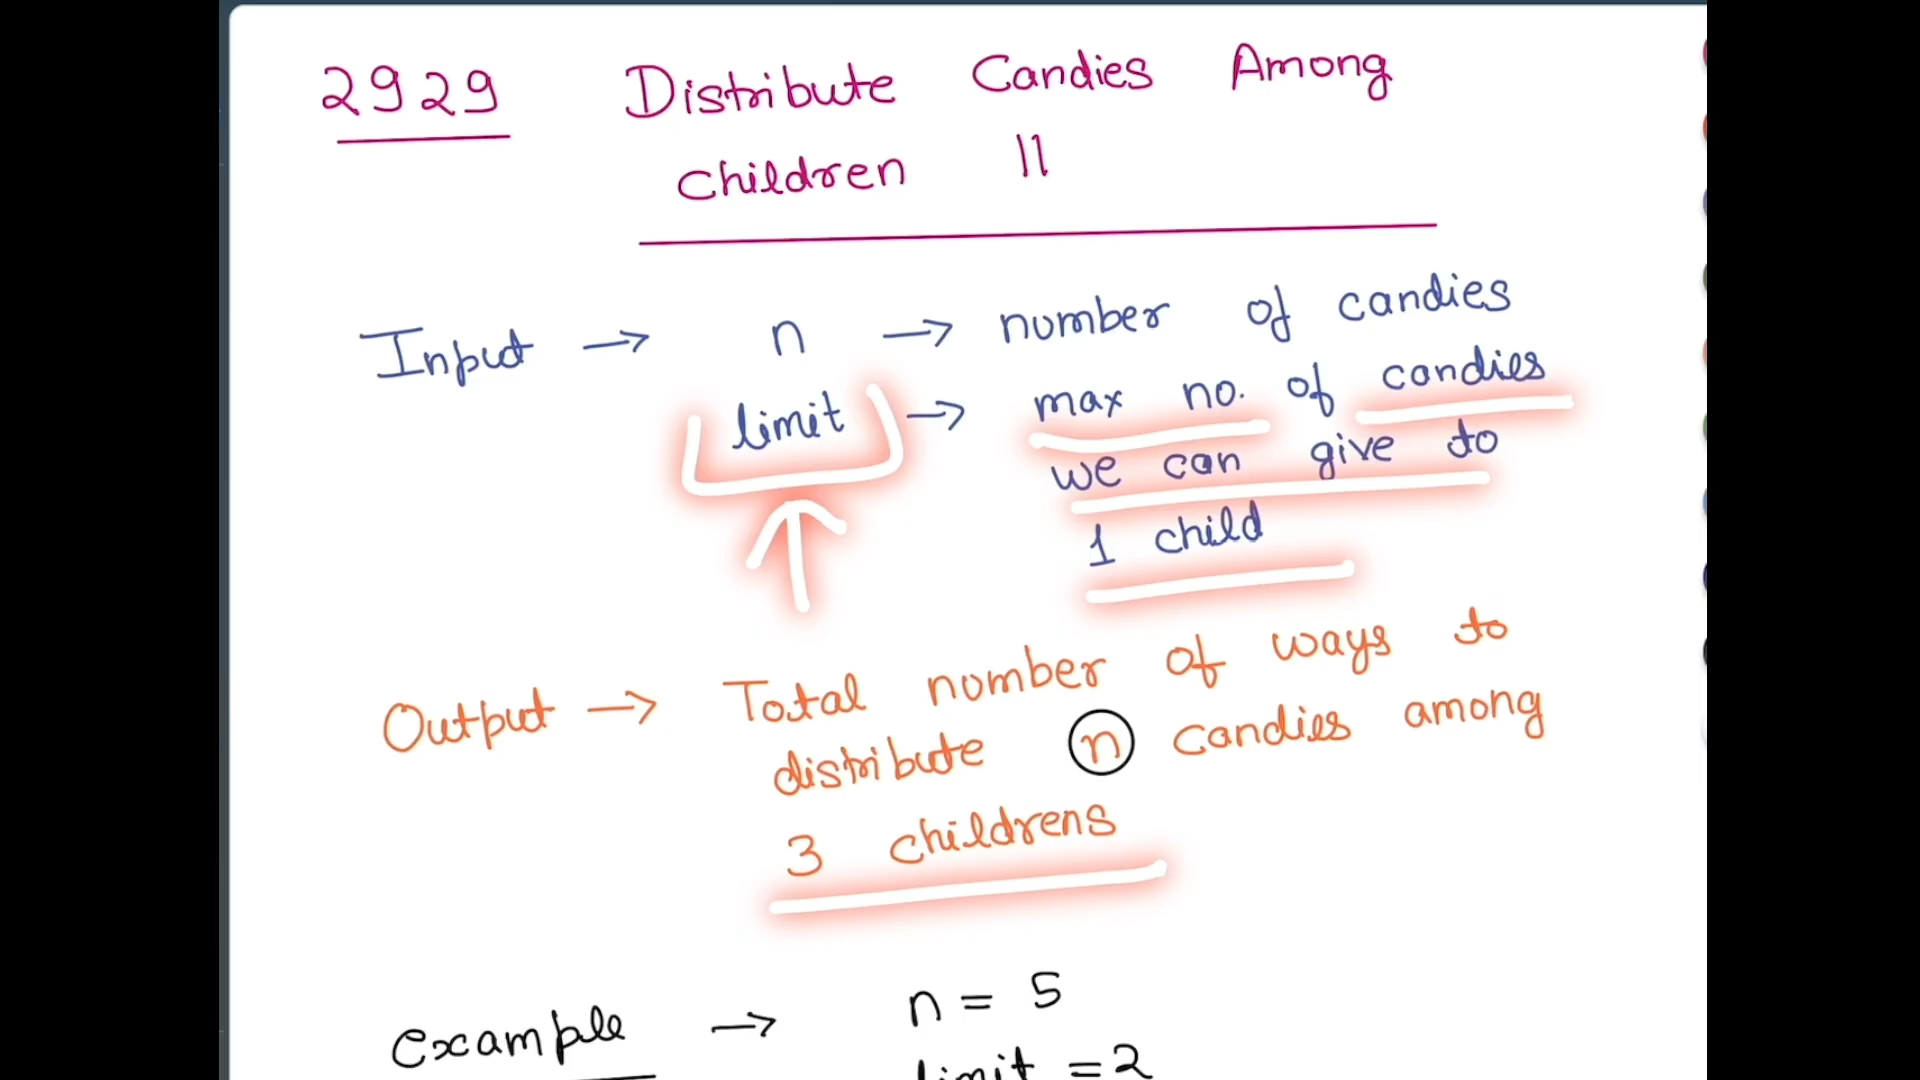 2929 Distribute Candies Among
Children II
Input → n → number of candies
limit → max no. of candies
we can give to
1 child
Output → Total number of ways to
distribute n candies among
3 childrens
Example → n = 5
limit = 2